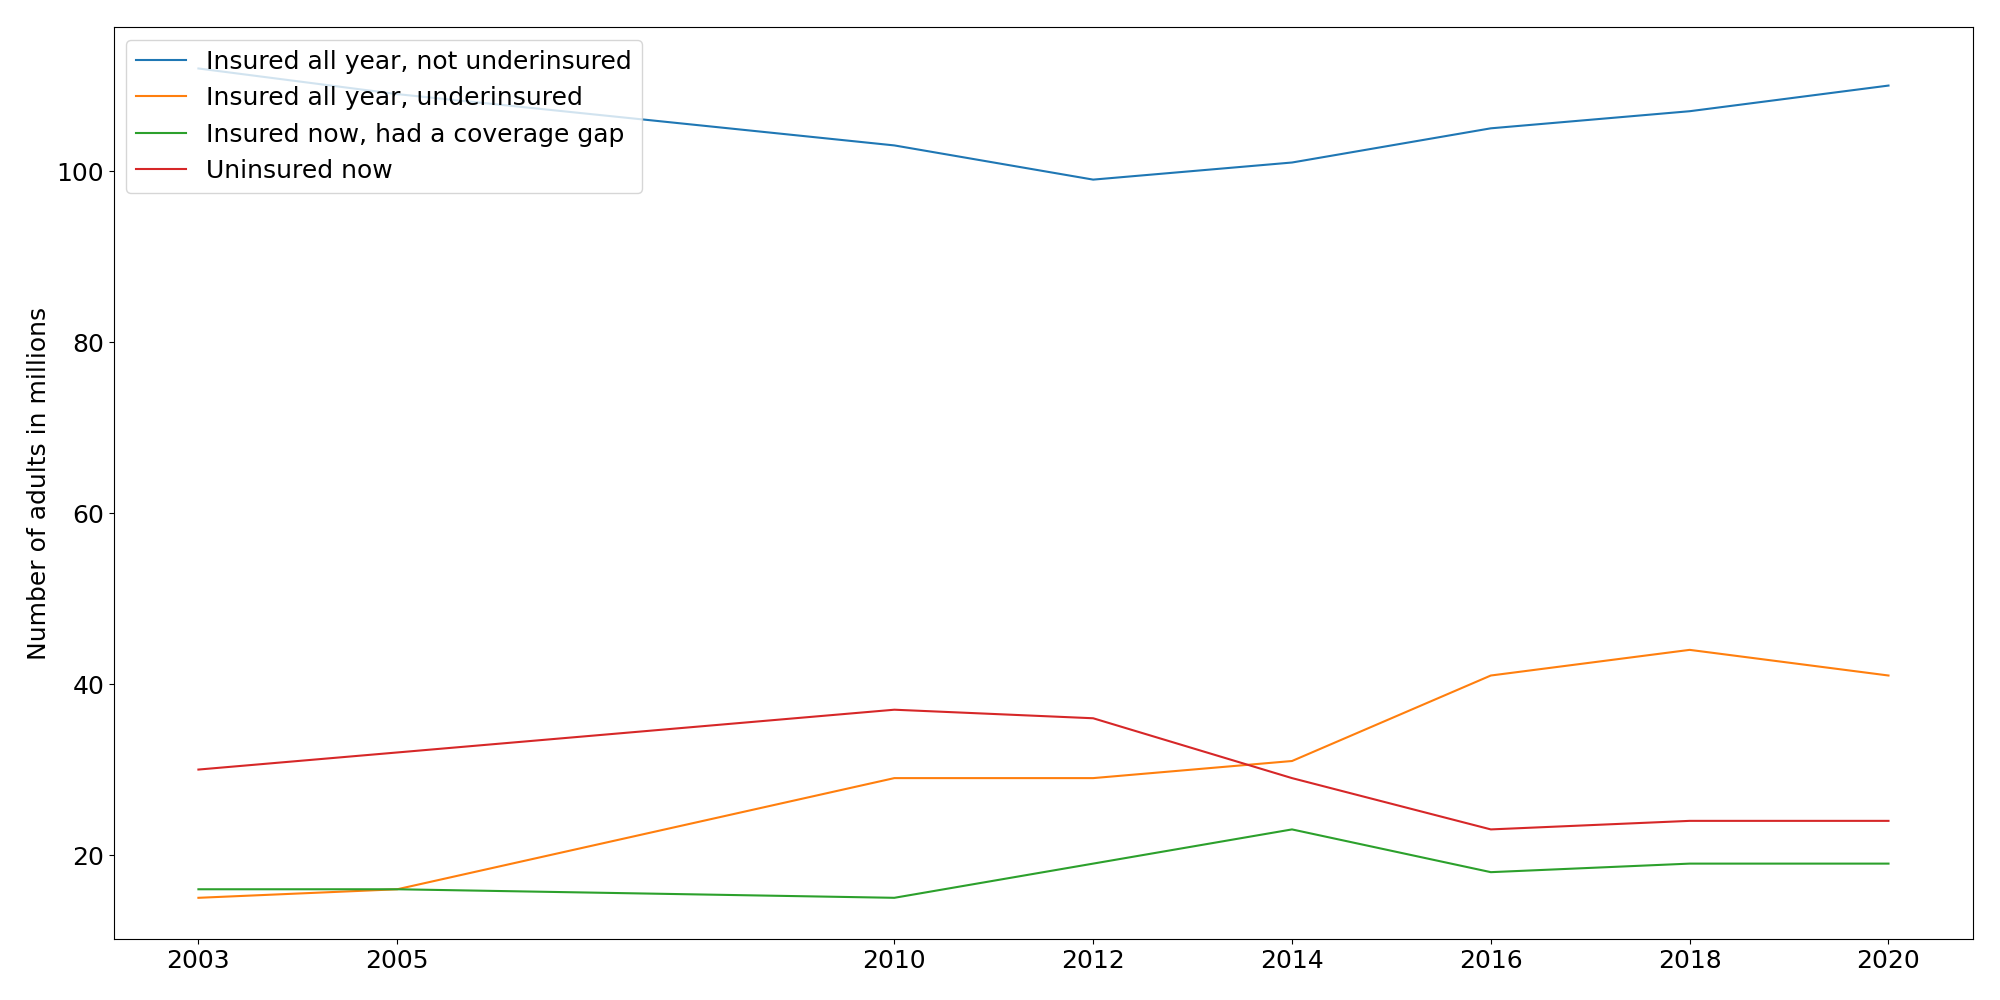 Insured all year, not underinsured
Insured all year, underinsured
Insured now, had a coverage gap
Uninsured now
Number of adults in millions
100
80
60
40
20
2003 2005 2010 2012 2014 2016 2018 2020